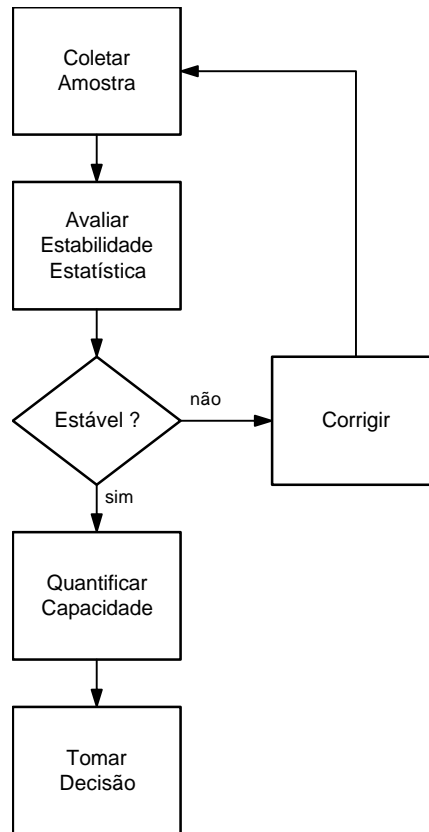 Coletar
Amostra
Avaliar
Estabilidade
Estatística
Estável ?
não
Corrigir
sim
Quantificar
Capacidade
Tomar
Decisão